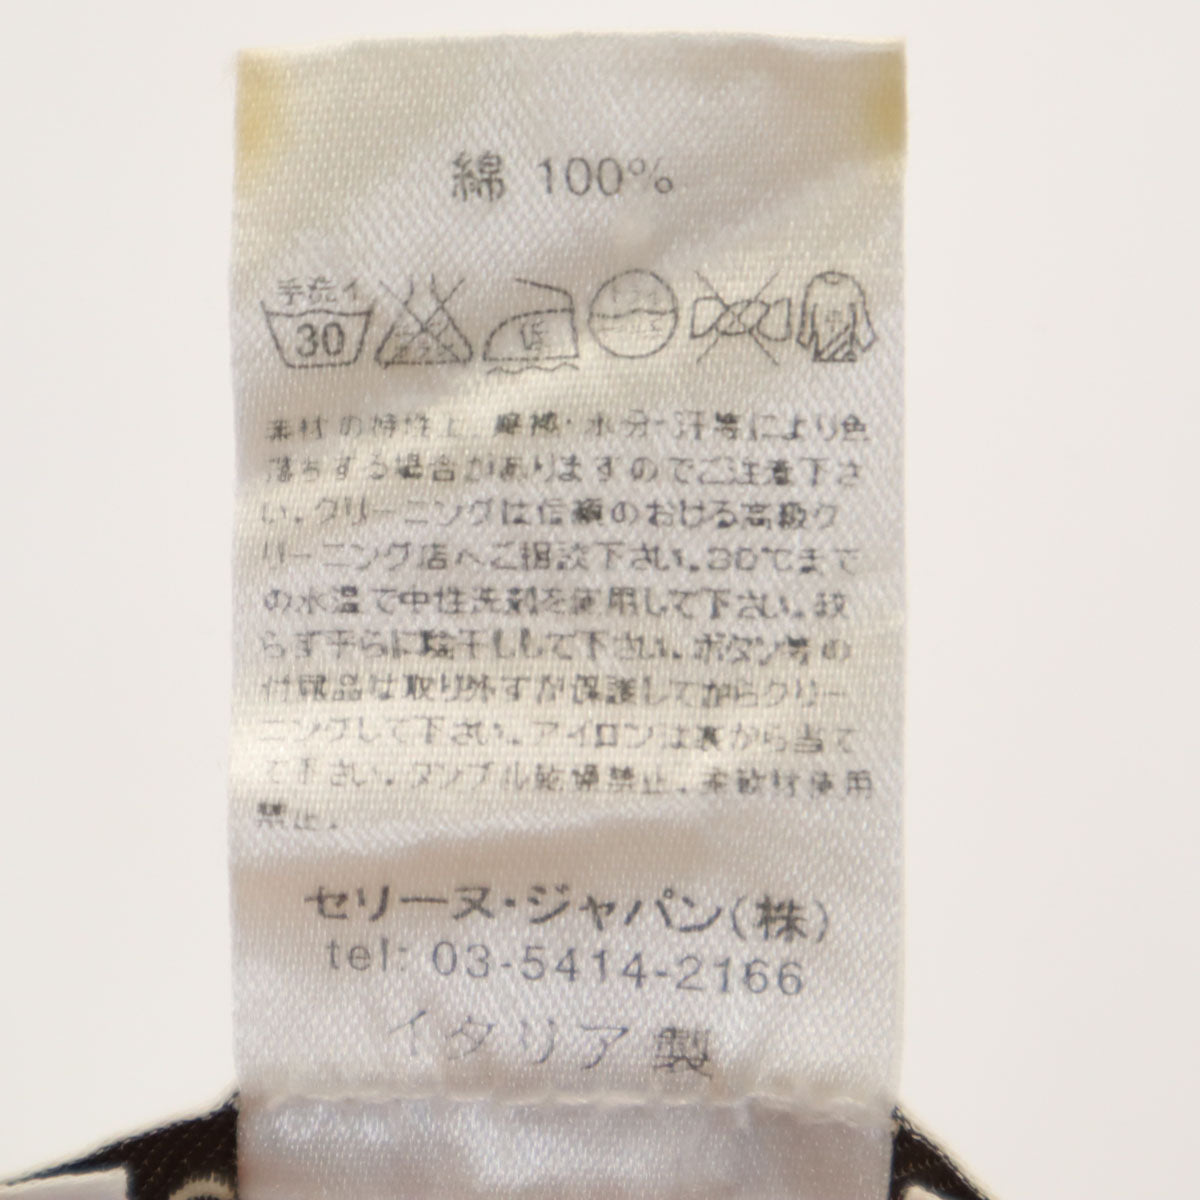 綿 100%
手洗イ
30
低
素材の特性上、摩擦・水分・汗等により色
落ちする場合がありますのでご注意下さ
い。クリーニングは信頼のおける高級ク
リーニング店へご相談下さい。30℃まで
の水温で中性洗剤を使用して下さい。絞
らず平らに陰干しして下さい。ボタン等の
付属品は取り外すか保護してからクリー
ニングして下さい。アイロンは裏から当て
て下さい。タンブル乾燥禁止。柔軟材使用
禁止。
セリーヌ・ジャパン(株)
tel: 03-5414-2166
イタリア製